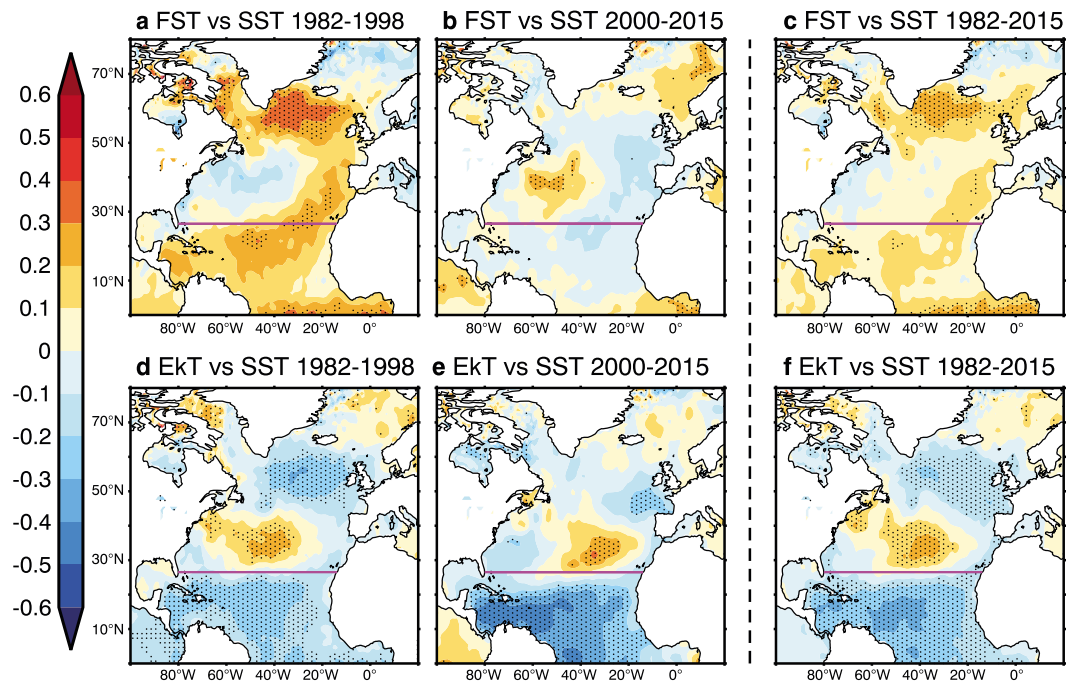 a FST vs SST 1982-1998
b FST vs SST 2000-2015
c FST vs SST 1982-2015
0.6
0.5
0.4
0.3
0.2
0.1
0
-0.1
-0.2
-0.3
-0.4
-0.5
-0.6
70°N
50°N
30°N
10°N
80°W 60°W 40°W 20°W 0°
80°W 60°W 40°W 20°W 0°
80°W 60°W 40°W 20°W 0°
d EkT vs SST 1982-1998
e EkT vs SST 2000-2015
f EkT vs SST 1982-2015
70°N
50°N
30°N
10°N
80°W 60°W 40°W 20°W 0°
80°W 60°W 40°W 20°W 0°
80°W 60°W 40°W 20°W 0°